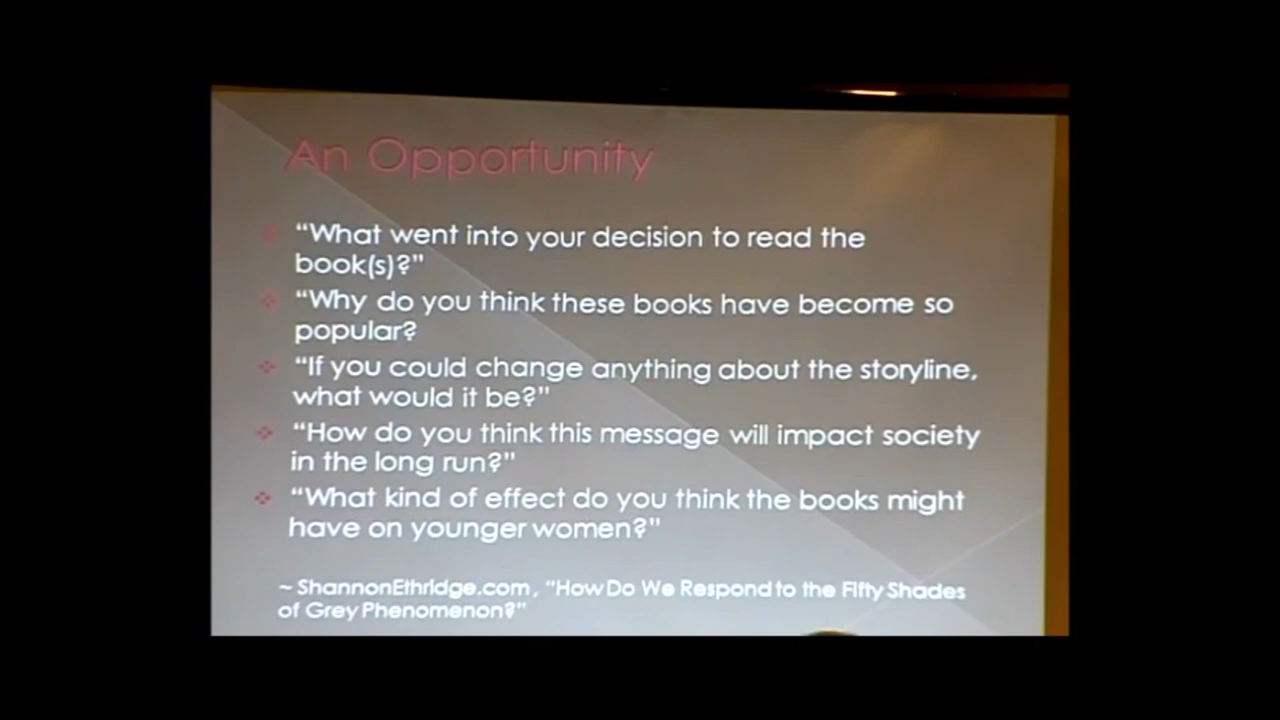 An Opportunity
“What went into your decision to read the
book(s)?”
“Why do you think these books have become so
popular?
“If you could change anything about the storyline,
what would it be?”
“How do you think this message will impact society
in the long run?”
“What kind of effect do you think the books might
have on younger women?”
~ ShannonEthridge.com, “How Do We Respond to the Fifty Shades
of Grey Phenomenon?”